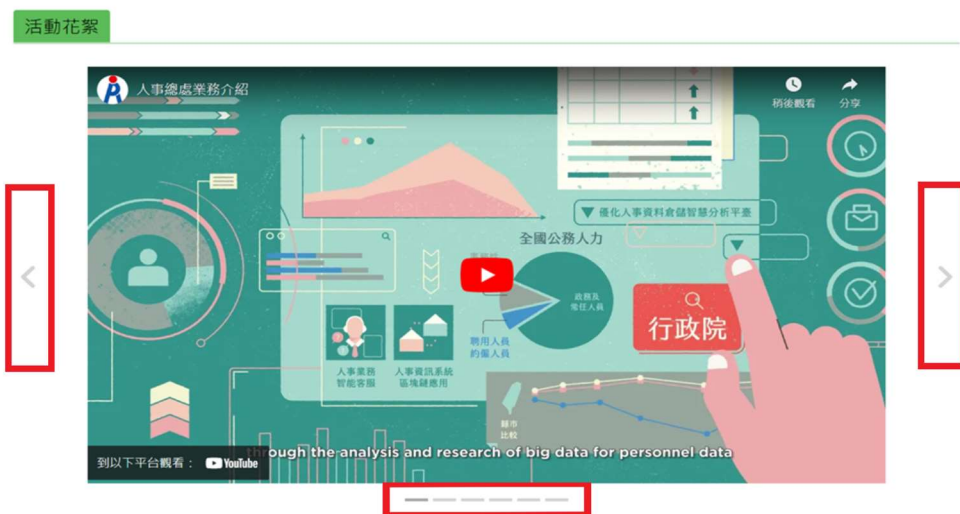 活動花絮
人事總處業務介紹
稍後觀看
分享
優化人事資料倉儲智慧分析平臺
全國公務人力
政務及
常任人員
行政院
聘用人員
約僱人員
人事業務
智能客服
人事資訊系統
區塊鏈應用
縣市
比較
through the analysis and research of big data for personnel data
到以下平台觀看：
YouTube